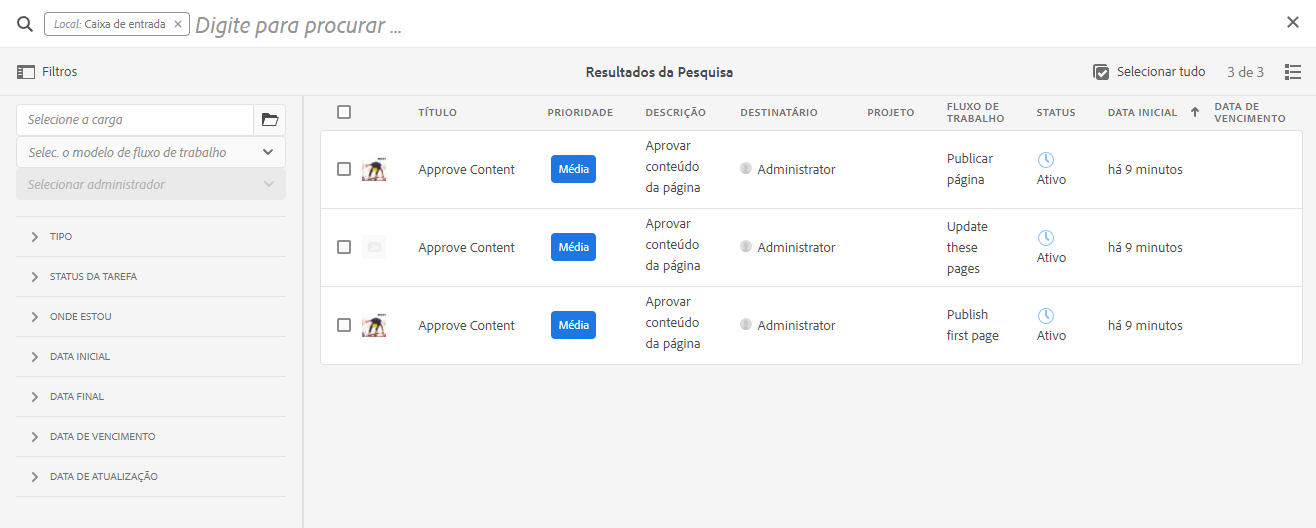 Local: Caixa de entrada
Digite para procurar ...
Filtros
Resultados da Pesquisa
Selecionar tudo
3 de 3
Selecione a carga
Selec. o modelo de fluxo de trabalho
Selecionar administrador
TIPO
STATUS DA TAREFA
ONDE ESTOU
DATA INICIAL
DATA FINAL
DATA DE VENCIMENTO
DATA DE ATUALIZAÇÃO
TÍTULO
PRIORIDADE
DESCRIÇÃO
DESTINATÁRIO
PROJETO
FLUXO DE
TRABALHO
STATUS
DATA INICIAL
DATA DE
VENCIMENTO
Approve Content
Média
Aprovar
conteúdo
da página
Administrator
Publicar
página
Ativo
há 9 minutos
Approve Content
Média
Aprovar
conteúdo
da página
Administrator
Update
these
pages
Ativo
há 9 minutos
Approve Content
Média
Aprovar
conteúdo
da página
Administrator
Publish
first page
Ativo
há 9 minutos